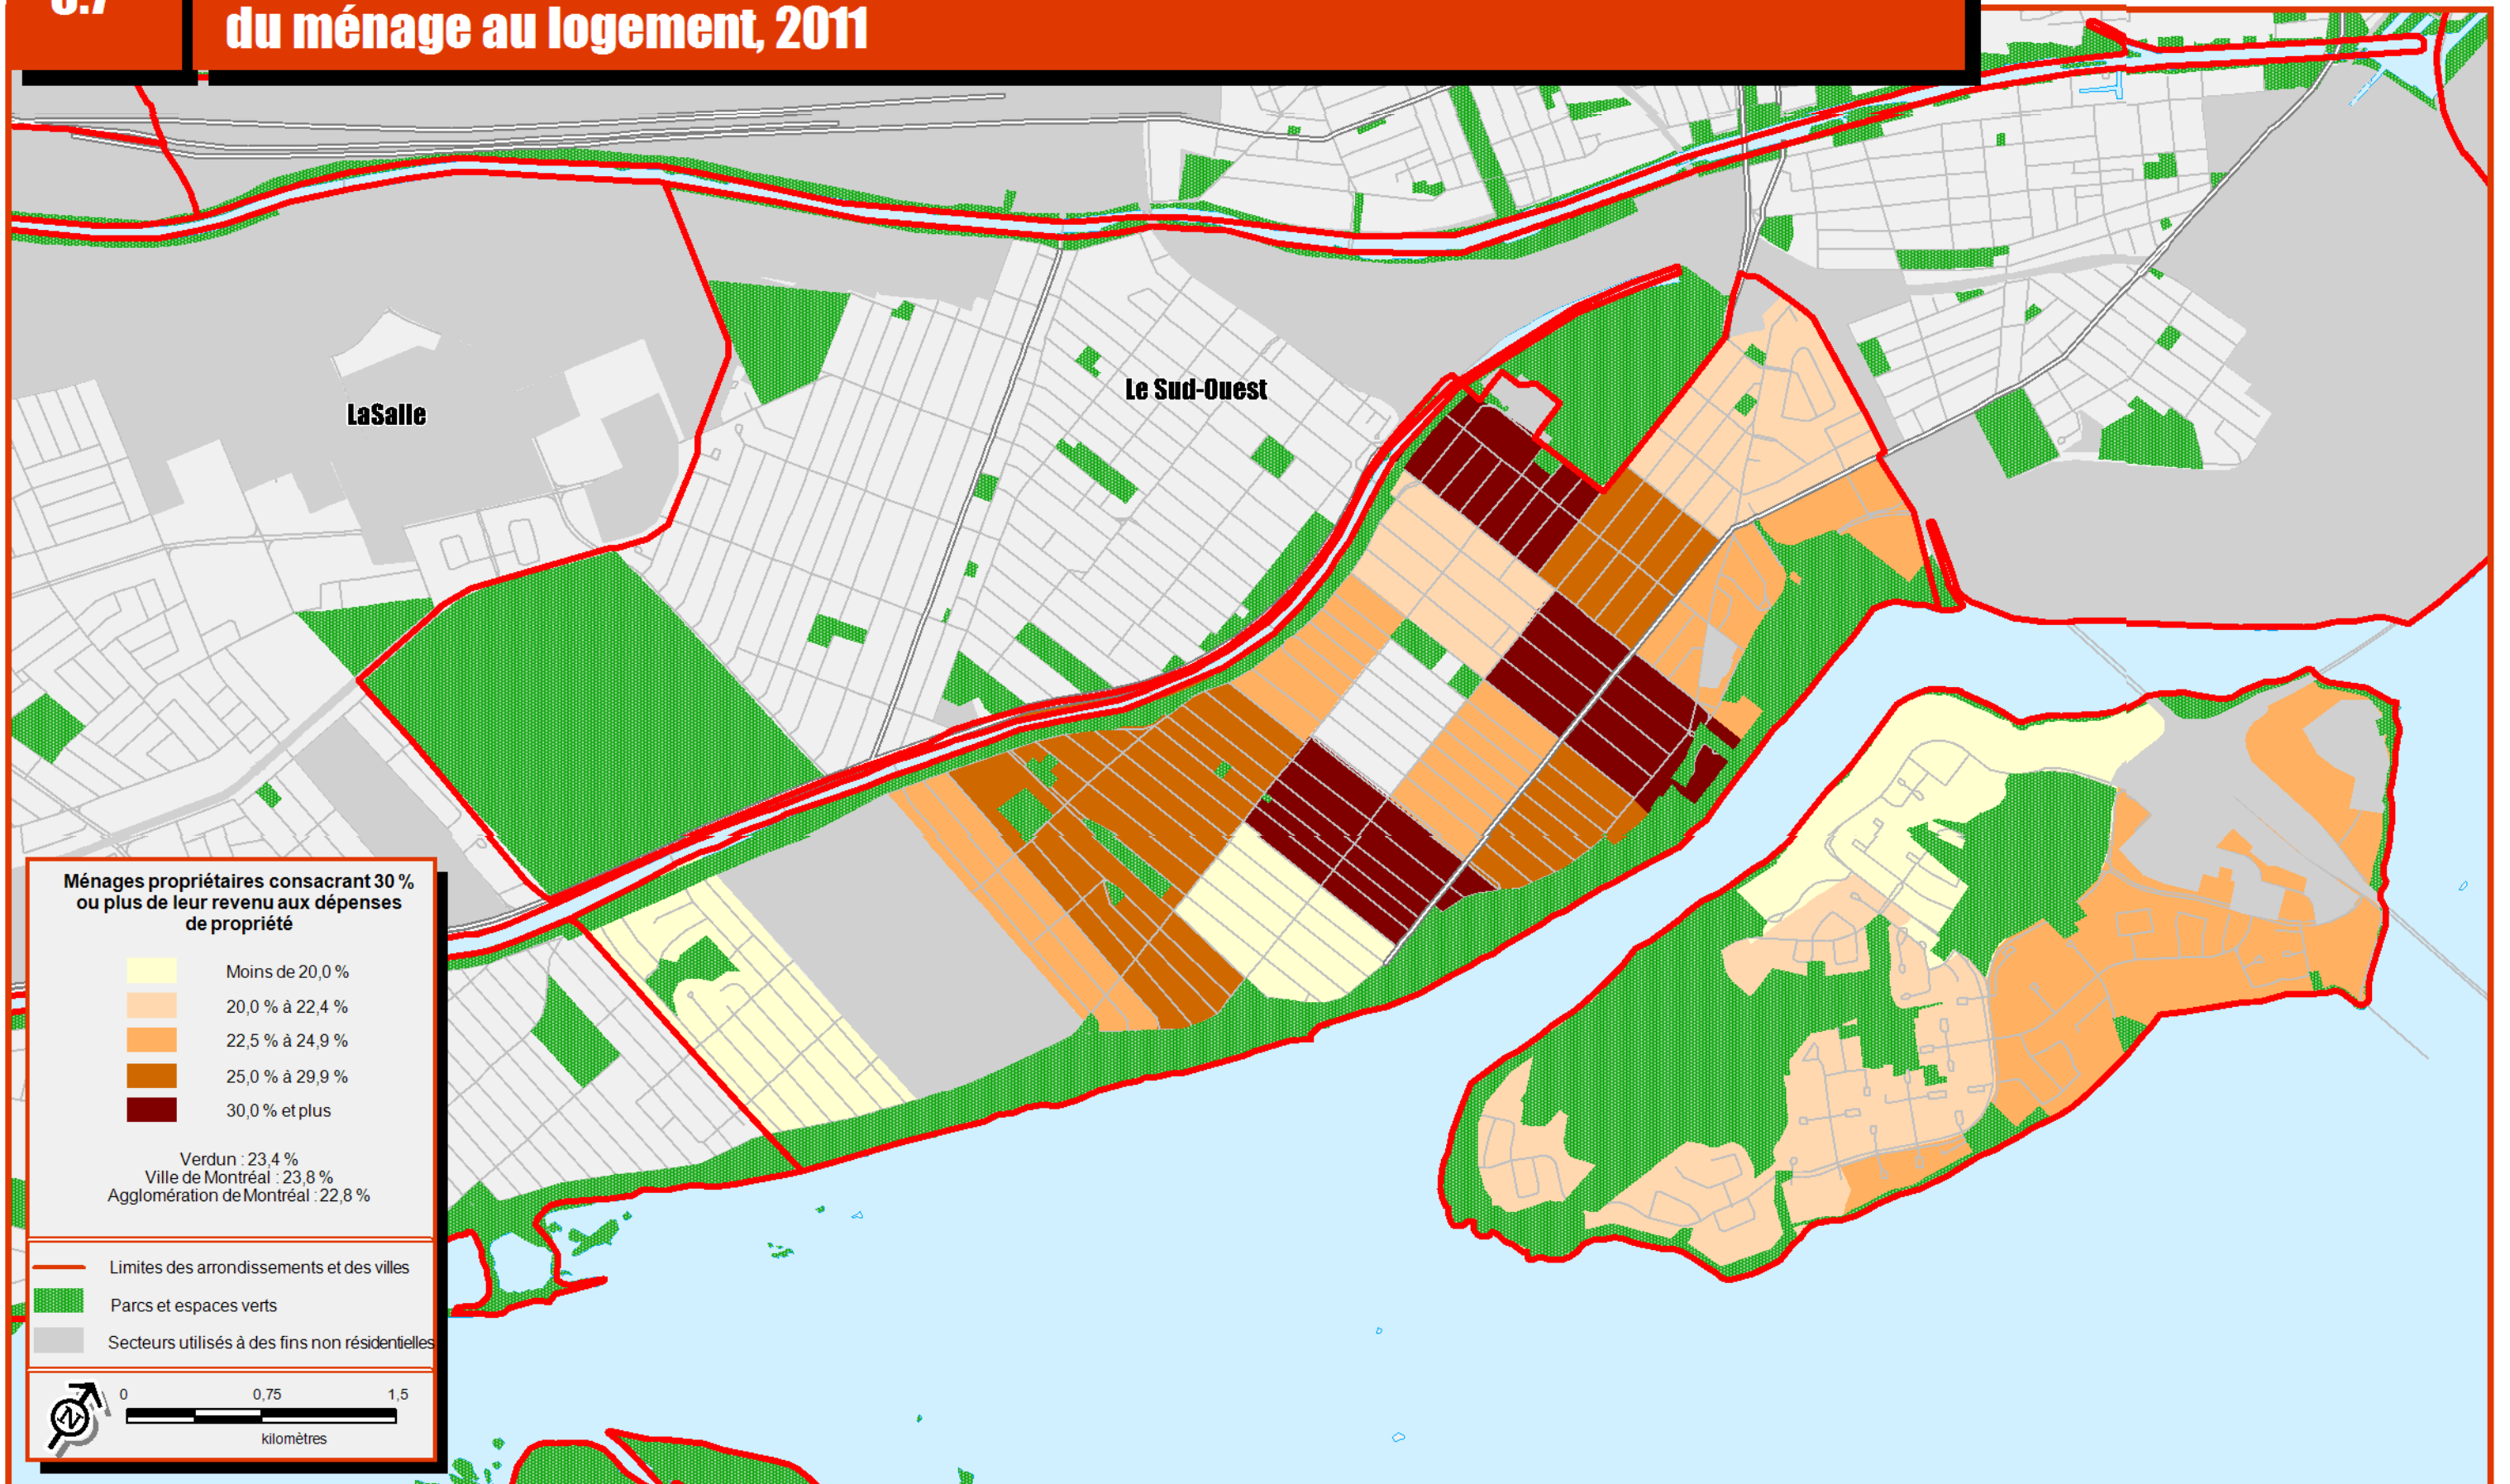 du ménage au logement, 2011
LaSalle
Le Sud-Ouest
Ménages propriétaires consacrant 30 %
ou plus de leur revenu aux dépenses
de propriété
Moins de 20,0 %
20,0 % à 22,4 %
22,5 % à 24,9 %
25,0 % à 29,9 %
30,0 % et plus
Verdun : 23,4 %
Ville de Montréal : 23,8 %
Agglomération de Montréal : 22,8 %
Limites des arrondissements et des villes
Parcs et espaces verts
Secteurs utilisés à des fins non résidentielles
N
0 0,75 1,5
kilomètres